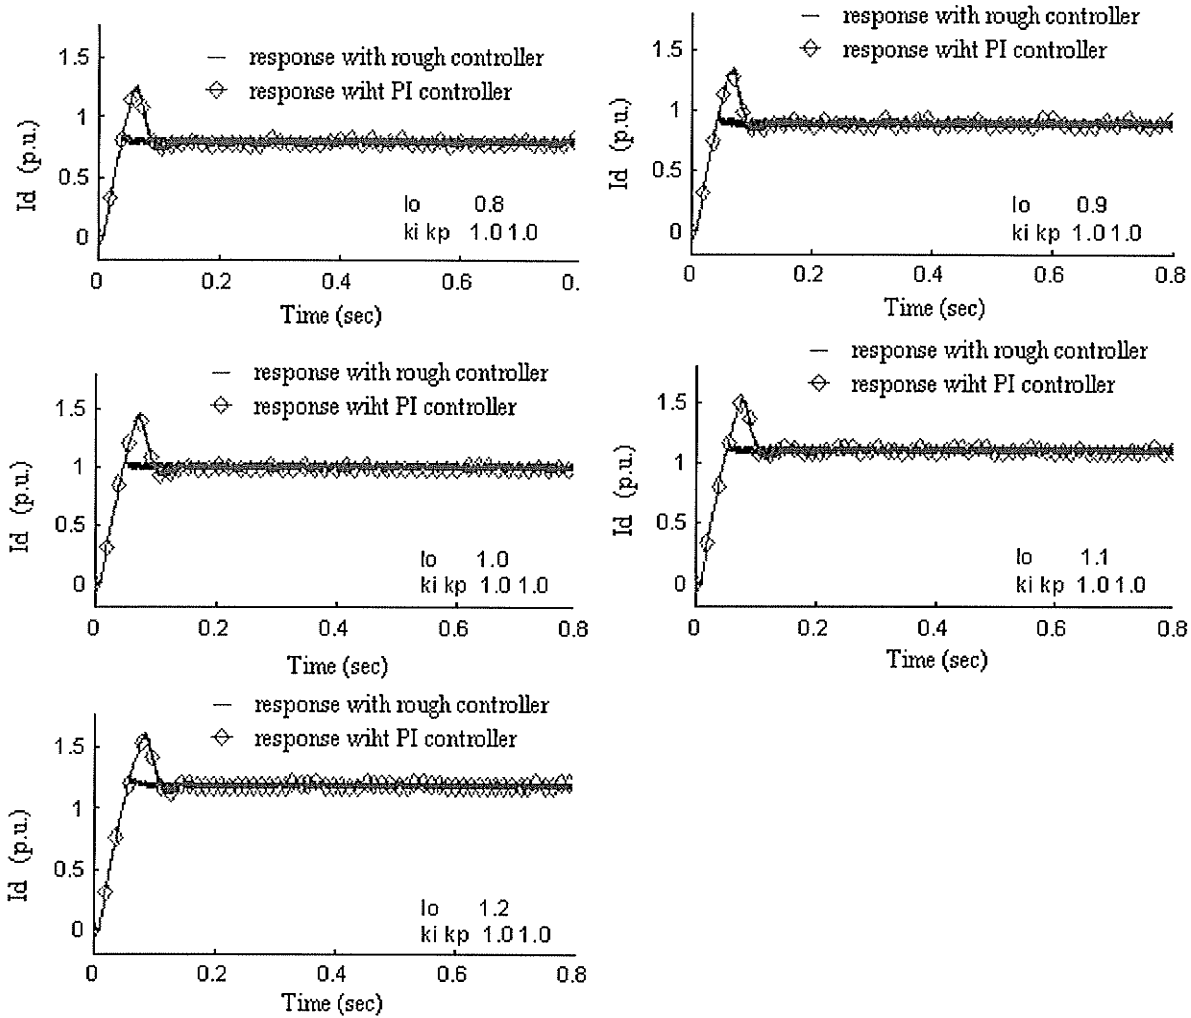 response with rough controller
response wiht PI controller
Id (p.u.)
1.5
1
0.5
0
Io 0.8
ki kp 1.0 1.0
0 0.2 0.4 0.6 0.
Time (sec)
response with rough controller
response wiht PI controller
Id (p.u.)
1.5
1
0.5
0
Io 0.9
ki kp 1.0 1.0
0 0.2 0.4 0.6 0.8
Time (sec)
response with rough controller
response wiht PI controller
Id (p.u.)
1.5
1
0.5
0
Io 1.0
ki kp 1.0 1.0
0 0.2 0.4 0.6 0.8
Time (sec)
response with rough controller
response wiht PI controller
Id (p.u.)
1.5
1
0.5
0
Io 1.1
ki kp 1.0 1.0
0 0.2 0.4 0.6 0.8
Time (sec)
response with rough controller
response wiht PI controller
Id (p.u.)
1.5
1
0.5
0
Io 1.2
ki kp 1.0 1.0
0 0.2 0.4 0.6 0.8
Time (sec)